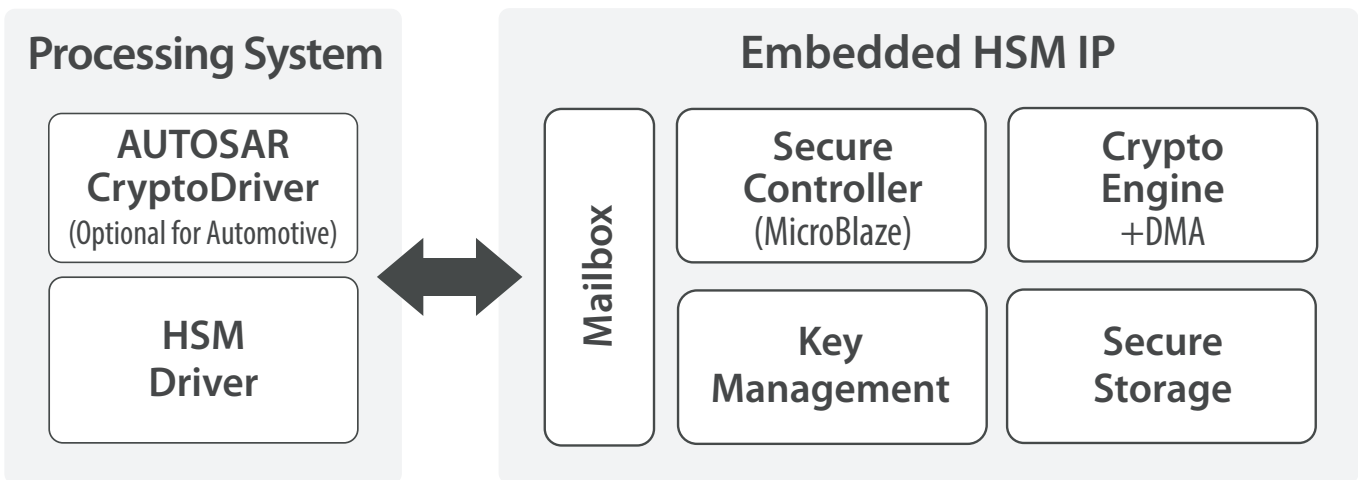 Processing System
AUTOSAR
CryptoDriver
(Optional for Automotive)
HSM
Driver
Embedded HSM IP
Mailbox
Secure
Controller
(MicroBlaze)
Crypto
Engine
+DMA
Key
Management
Secure
Storage